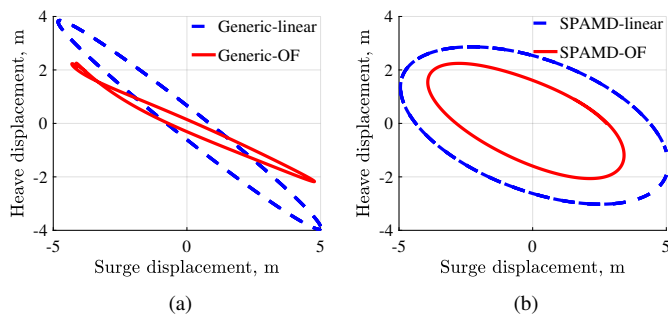 4
2
0
-2
-4
-5
0
5
Heave displacement, m
Surge displacement, m
Generic-linear
Generic-OF
(a)
4
2
0
-2
-4
-5
0
5
Heave displacement, m
Surge displacement, m
SPAMD-linear
SPAMD-OF
(b)